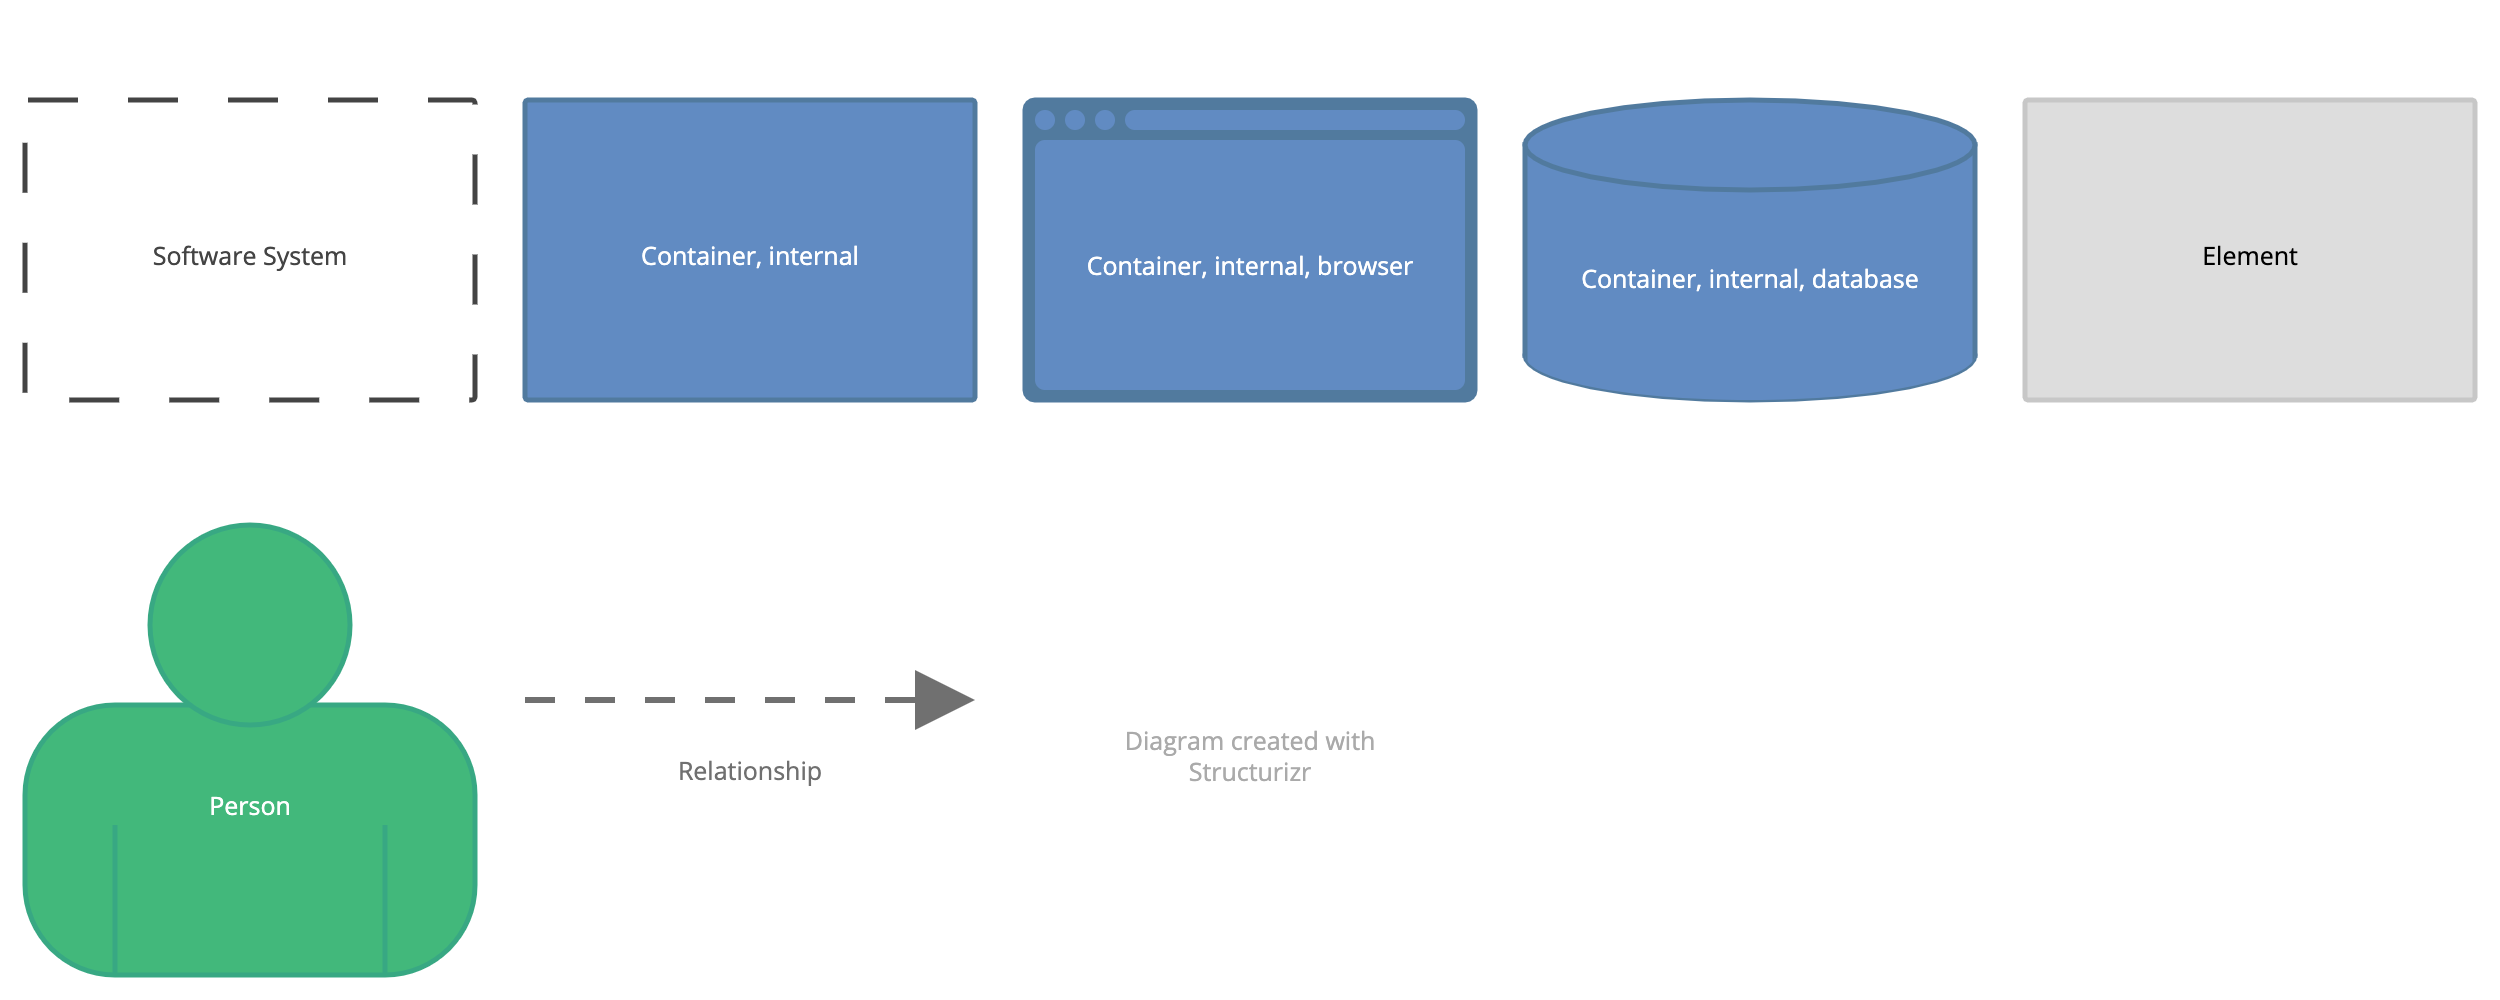 Software System
Container, internal
Container, internal, browser
Container, internal, database
Element
Person
Relationship
Diagram created with
Structurizr